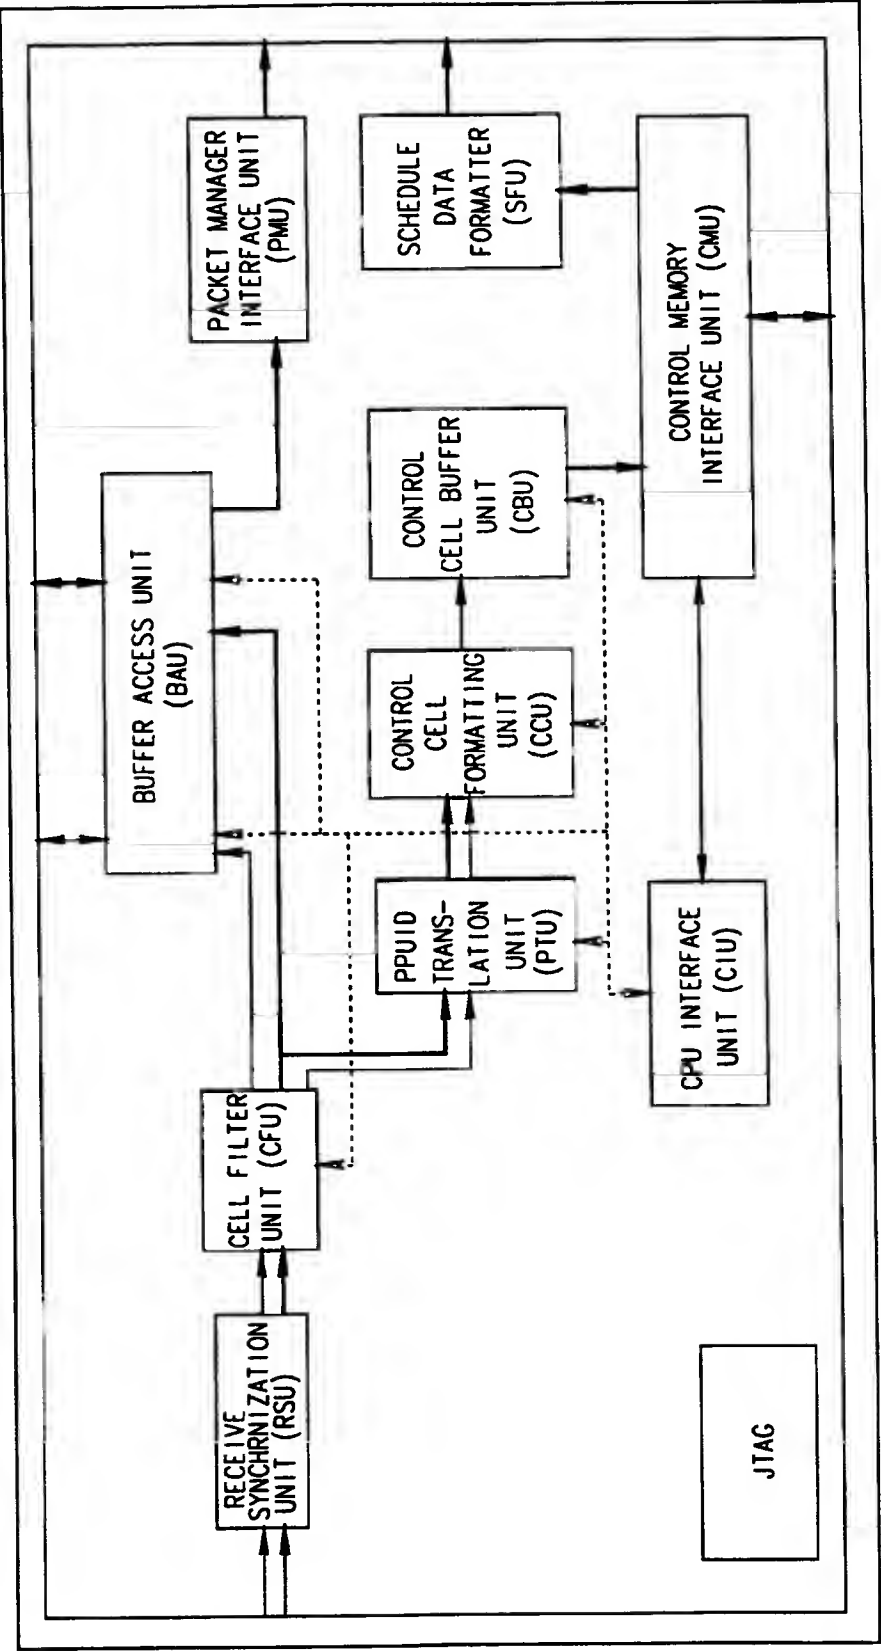 RECEIVE
SYNCHRNIZATION
UNIT (RSU)
CELL FILTER
UNIT (CFU)
BUFFER ACCESS UNIT
(BAU)
PACKET MANAGER
INTERFACE UNIT
(PMU)
PPUID
TRANS-
LATION
UNIT
(PTU)
CONTROL
CELL
FORMATTING
UNIT
(CCU)
CONTROL
CELL BUFFER
UNIT
(CBU)
SCHEDULE
DATA
FORMATTER
(SFU)
JTAG
CPU INTERFACE
UNIT (CIU)
CONTROL MEMORY
INTERFACE UNIT (CMU)